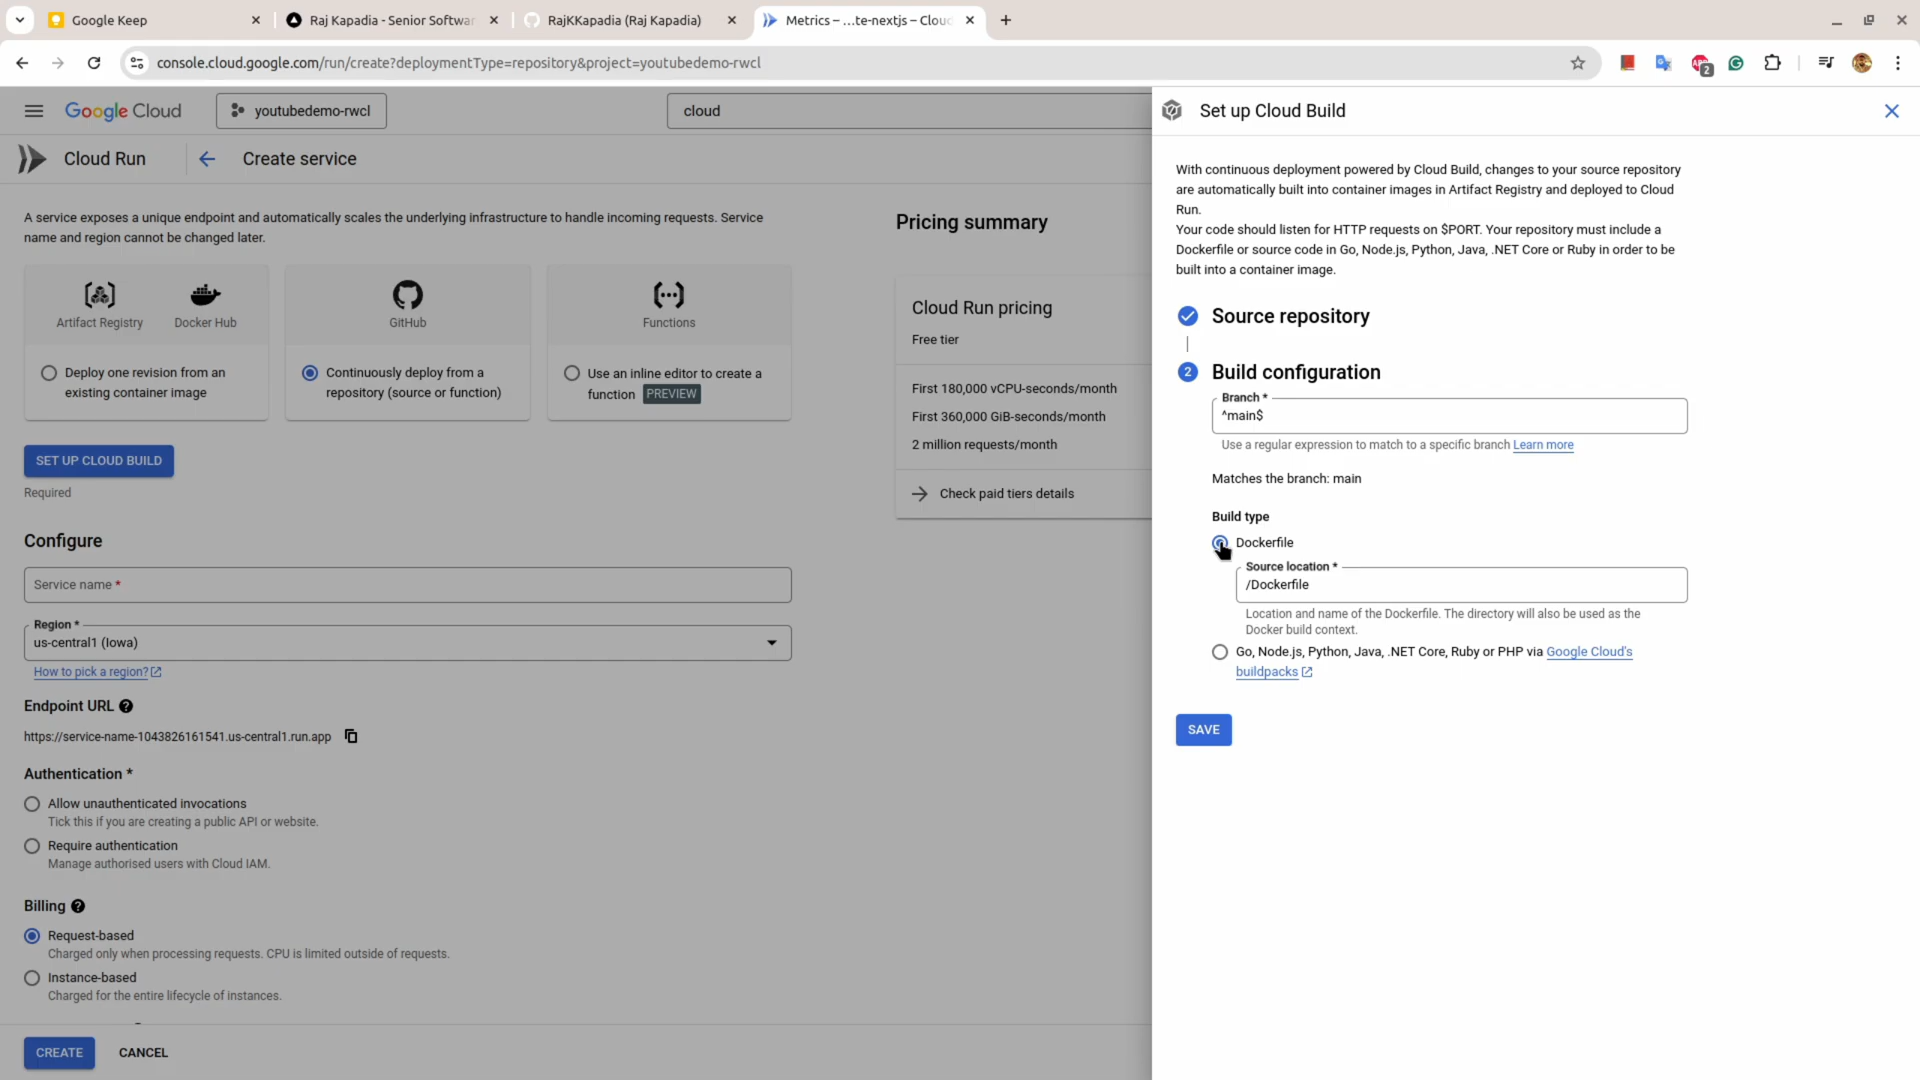 Google Keep
Raj Kapadia - Senior Softwar
RajKKapadia (Raj Kapadia)
Metrics – …te-nextjs – Cloud
console.cloud.google.com/run/create?deploymentType=repository&project=youtubedemo-rwcl
2
Google Cloud
youtubedemo-rwcl
cloud
Cloud Run
Create service
A service exposes a unique endpoint and automatically scales the underlying infrastructure to handle incoming requests. Service
name and region cannot be changed later.
Artifact Registry
Docker Hub
Deploy one revision from an
existing container image
GitHub
Continuously deploy from a
repository (source or function)
Functions
Use an inline editor to create a
function PREVIEW
SET UP CLOUD BUILD
Required
Configure
Service name *
Region *
us-central1 (Iowa)
How to pick a region?
Endpoint URL
https://service-name-1043826161541.us-central1.run.app
Authentication *
Allow unauthenticated invocations
Tick this if you are creating a public API or website.
Require authentication
Manage authorised users with Cloud IAM.
Billing
Request-based
Charged only when processing requests. CPU is limited outside of requests.
Instance-based
Charged for the entire lifecycle of instances.
CREATE
CANCEL
Pricing summary
Cloud Run pricing
Free tier
First 180,000 vCPU-seconds/month
First 360,000 GiB-seconds/month
2 million requests/month
Check paid tiers details
Set up Cloud Build
With continuous deployment powered by Cloud Build, changes to your source repository
are automatically built into container images in Artifact Registry and deployed to Cloud
Run.
Your code should listen for HTTP requests on $PORT. Your repository must include a
Dockerfile or source code in Go, Node.js, Python, Java, .NET Core or Ruby in order to be
built into a container image.
Source repository
2
Build configuration
Branch *
^main$
Use a regular expression to match to a specific branch Learn more
Matches the branch: main
Build type
Dockerfile
Source location *
/Dockerfile
Location and name of the Dockerfile. The directory will also be used as the
Docker build context.
Go, Node.js, Python, Java, .NET Core, Ruby or PHP via Google Cloud's
buildpacks
SAVE